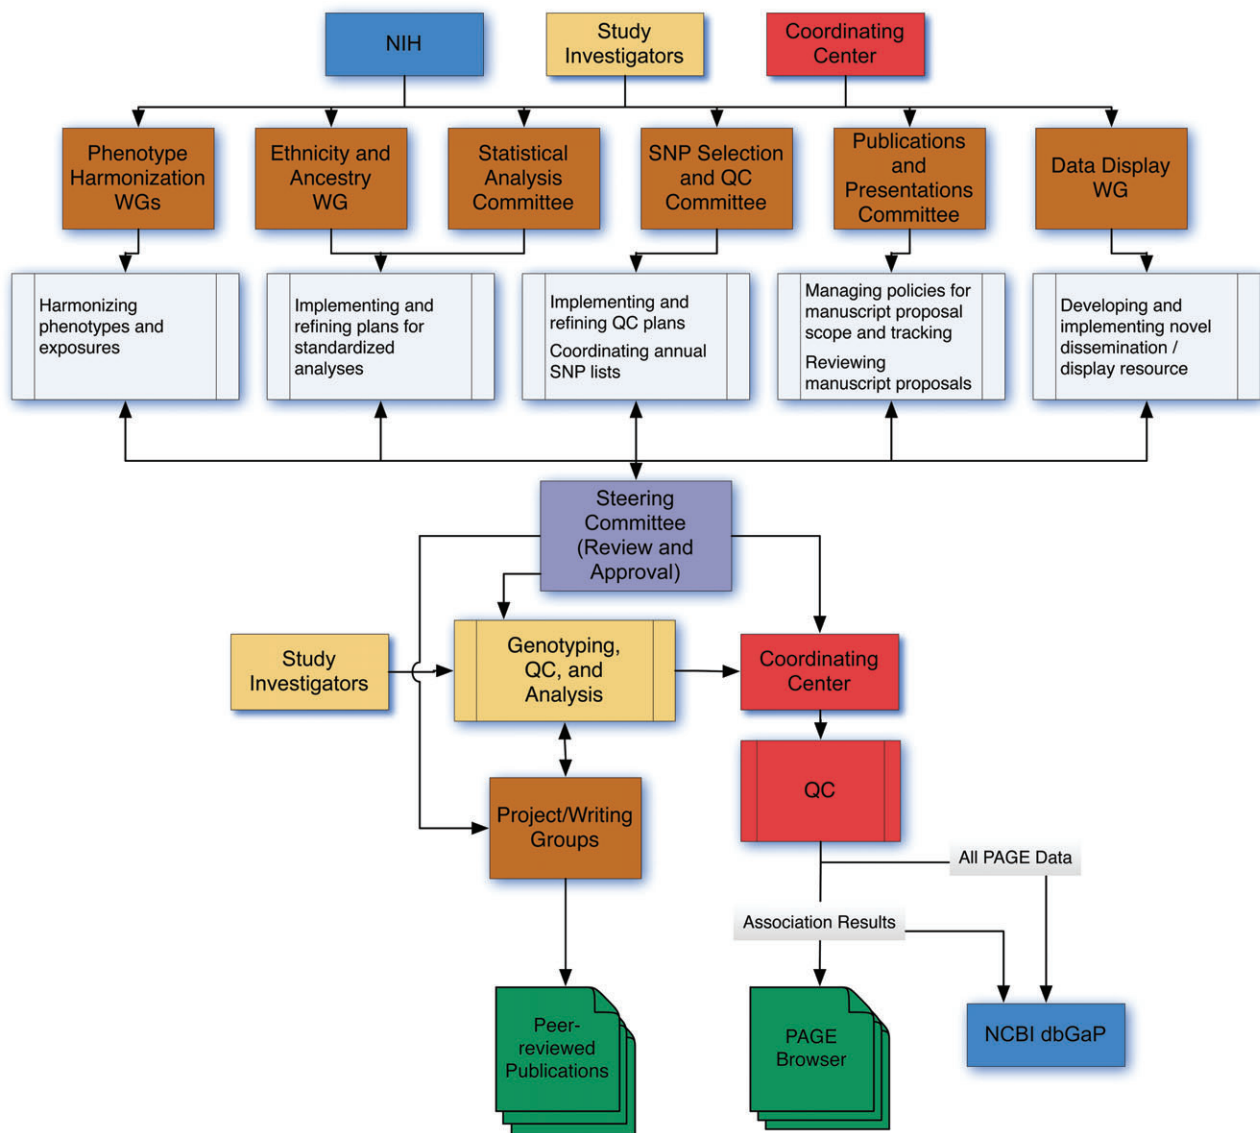 NIH
Study
Investigators
Coordinating
Center
Phenotype
Harmonization
WGs
Ethnicity and
Ancestry
WG
Statistical
Analysis
Committee
SNP Selection
and QC
Committee
Publications
and
Presentations
Committee
Data Display
WG
Harmonizing
phenotypes and
exposures
Implementing and
refining plans for
standardized
analyses
Implementing and
refining QC plans
Coordinating annual
SNP lists
Managing policies for
manuscript proposal
scope and tracking
Reviewing
manuscript proposals
Developing and
implementing novel
dissemination /
display resource
Steering
Committee
(Review and
Approval)
Study
Investigators
Genotyping,
QC, and
Analysis
Coordinating
Center
Project/Writing
Groups
QC
All PAGE Data
Association Results
Peer-
reviewed
Publications
PAGE
Browser
NCBI dbGaP